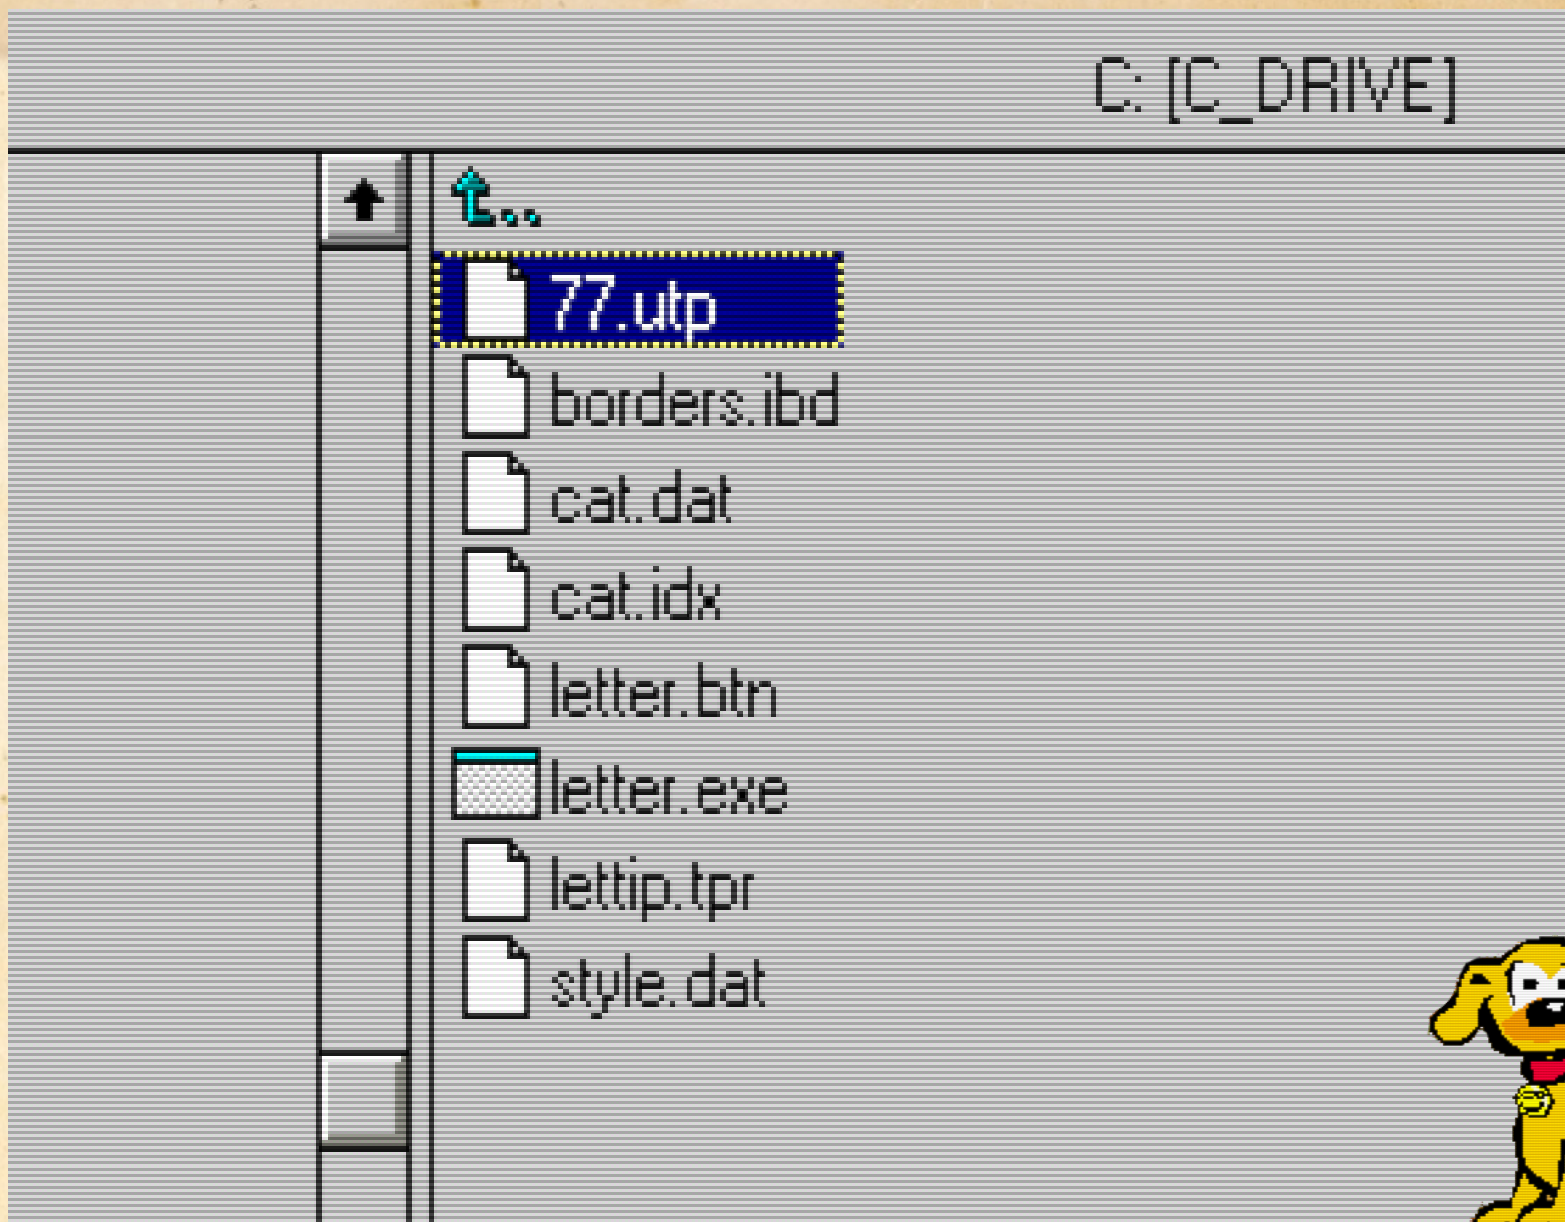 C: [C_DRIVE]
..
77.utp
borders.ibd
cat.dat
cat.idx
letter.btn
letter.exe
lettip.tpr
style.dat